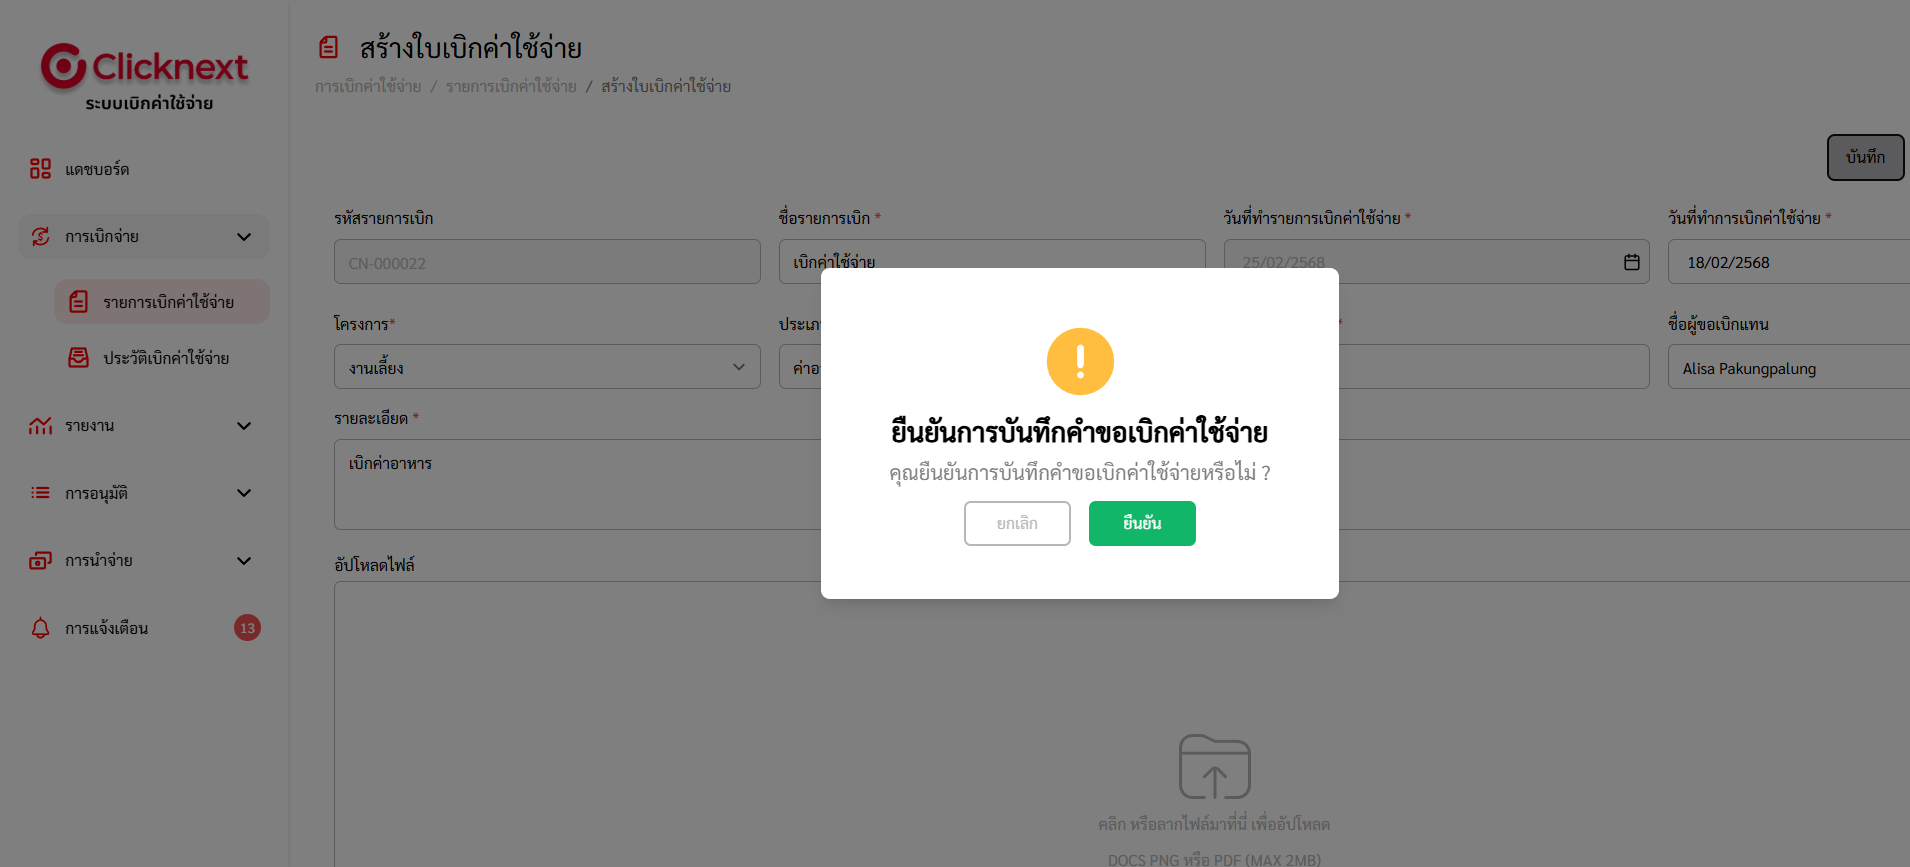 Clicknext
ระบบเบิกค่าใช้จ่าย
แดชบอร์ด
การเบิกจ่าย
รายการเบิกค่าใช้จ่าย
ประวัติเบิกค่าใช้จ่าย
รายงาน
การอนุมัติ
การนำจ่าย
การแจ้งเตือน 13
สร้างใบเบิกค่าใช้จ่าย
การเบิกค่าใช้จ่าย / รายการเบิกค่าใช้จ่าย / สร้างใบเบิกค่าใช้จ่าย
บันทึก
รหัสรายการเบิก ชื่อรายการเบิก * วันที่ทำรายการเบิกค่าใช้จ่าย * วันที่ทำการเบิกค่าใช้จ่าย *
CN-000022 เบิกค่าใช้จ่าย 25/02/2568 18/02/2568
โครงการ* ประเภ * ชื่อผู้ขอเบิกแทน
งานเลี้ยง ค่าอ Alisa Pakungpalung
รายละเอียด *
เบิกค่าอาหาร
อัปโหลดไฟล์
คลิก หรือลากไฟล์มาที่นี่ เพื่ออัปโหลด
DOCS PNG หรือ PDF (MAX 2MB)
ยืนยันการบันทึกคำขอเบิกค่าใช้จ่าย
คุณยืนยันการบันทึกคำขอเบิกค่าใช้จ่ายหรือไม่ ?
ยกเลิก ยืนยัน